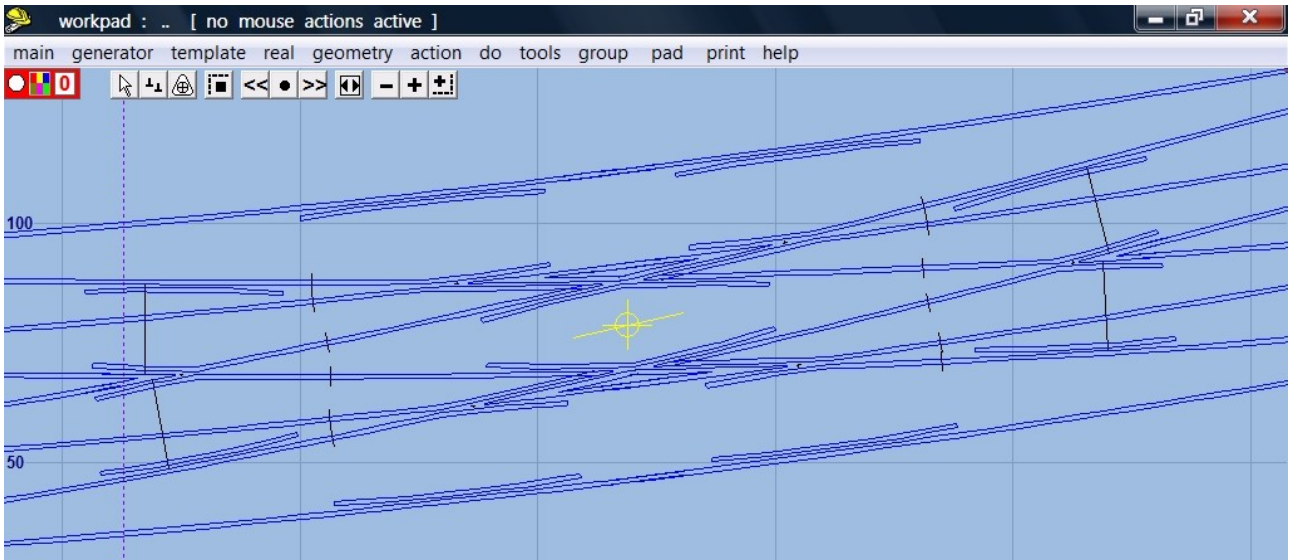 workpad : .. [ no mouse actions active ]
main generator template real geometry action do tools group pad print help
0 << >>
100
50